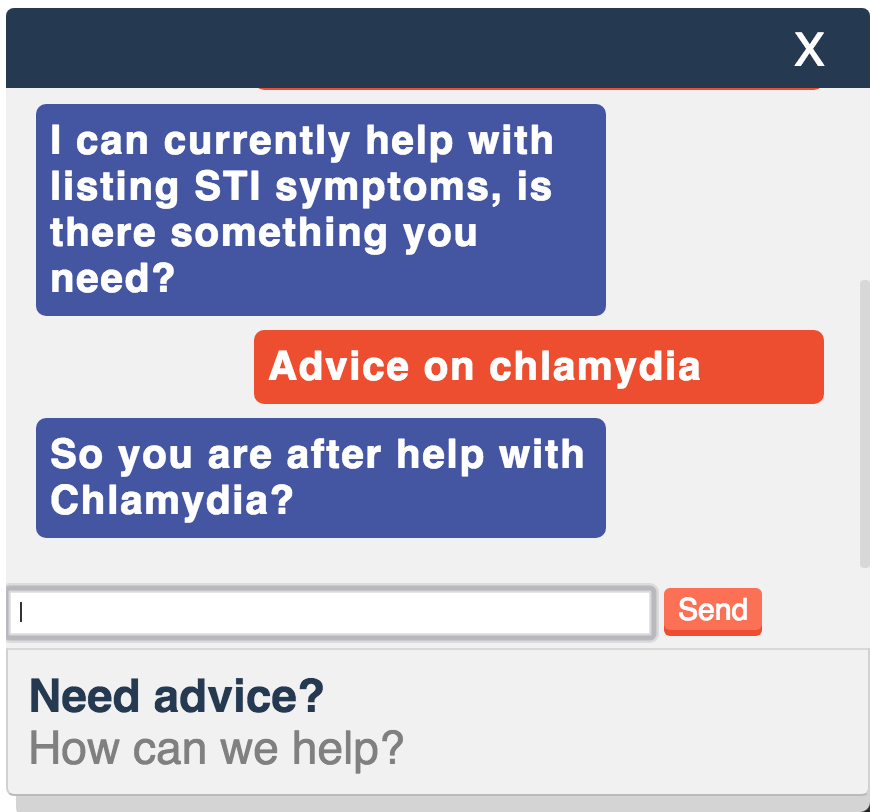 X
I can currently help with
listing STI symptoms, is
there something you
need?
Advice on chlamydia
So you are after help with
Chlamydia?
Send
Need advice?
How can we help?